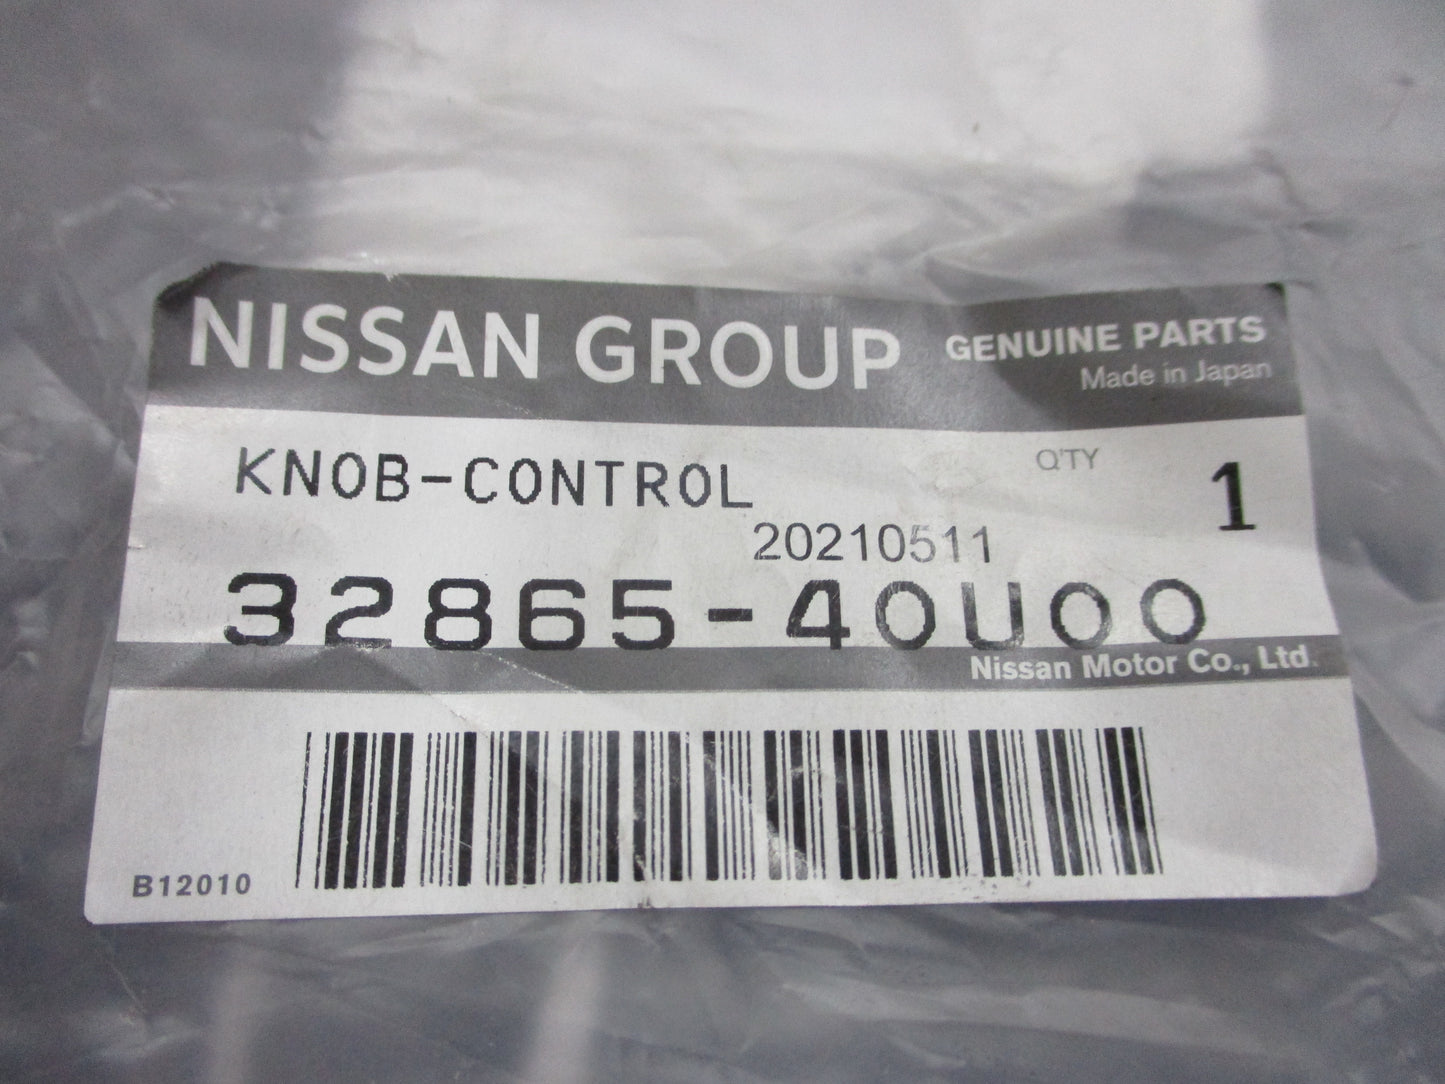 NISSAN GROUP
GENUINE PARTS
Made in Japan
KNOB-CONTROL
Q'TY 1
20210511
32865-40U00
Nissan Motor Co., Ltd.
B12010